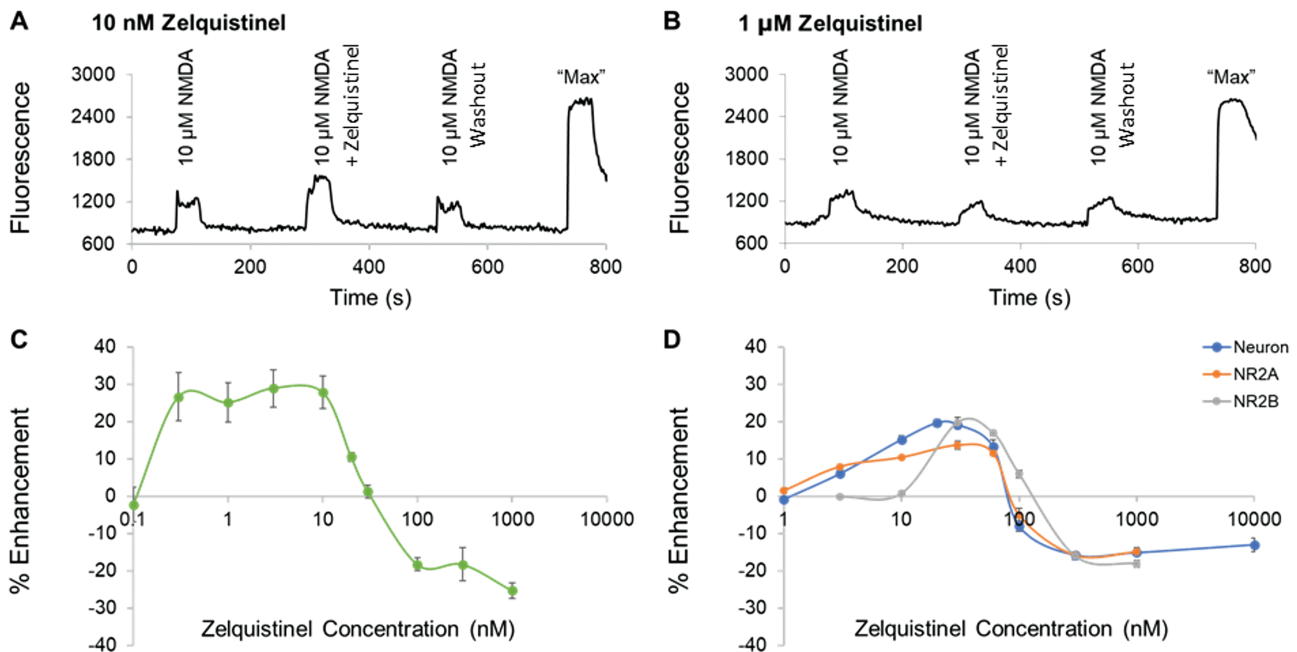 A
10 nM Zelquistinel
Fluorescence
3000
2400
1800
1200
600
10 µM NMDA
10 µM NMDA
+ Zelquistinel
10 µM NMDA
Washout
“Max”
0
200
400
600
800
Time (s)
B
1 µM Zelquistinel
Fluorescence
3000
2400
1800
1200
600
10 µM NMDA
10 µM NMDA
+ Zelquistinel
10 µM NMDA
Washout
“Max”
0
200
400
600
800
Time (s)
C
% Enhancement
40
30
20
10
0
-10
-20
-30
-40
0.1
1
10
100
1000
10000
Zelquistinel Concentration (nM)
D
% Enhancement
40
30
20
10
0
-10
-20
-30
-40
1
10
100
1000
10000
Neuron
NR2A
NR2B
Zelquistinel Concentration (nM)